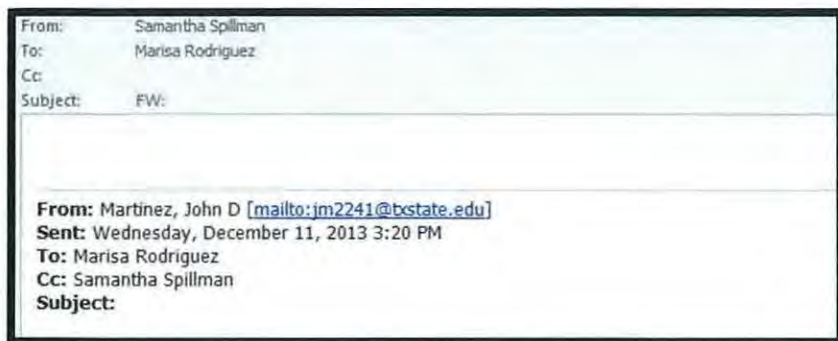 From: Samantha Spillman
To: Marisa Rodriguez
Cc:
Subject: FW:
From: Martinez, John D [mailto:jm2241@txstate.edu]
Sent: Wednesday, December 11, 2013 3:20 PM
To: Marisa Rodriguez
Cc: Samantha Spillman
Subject: